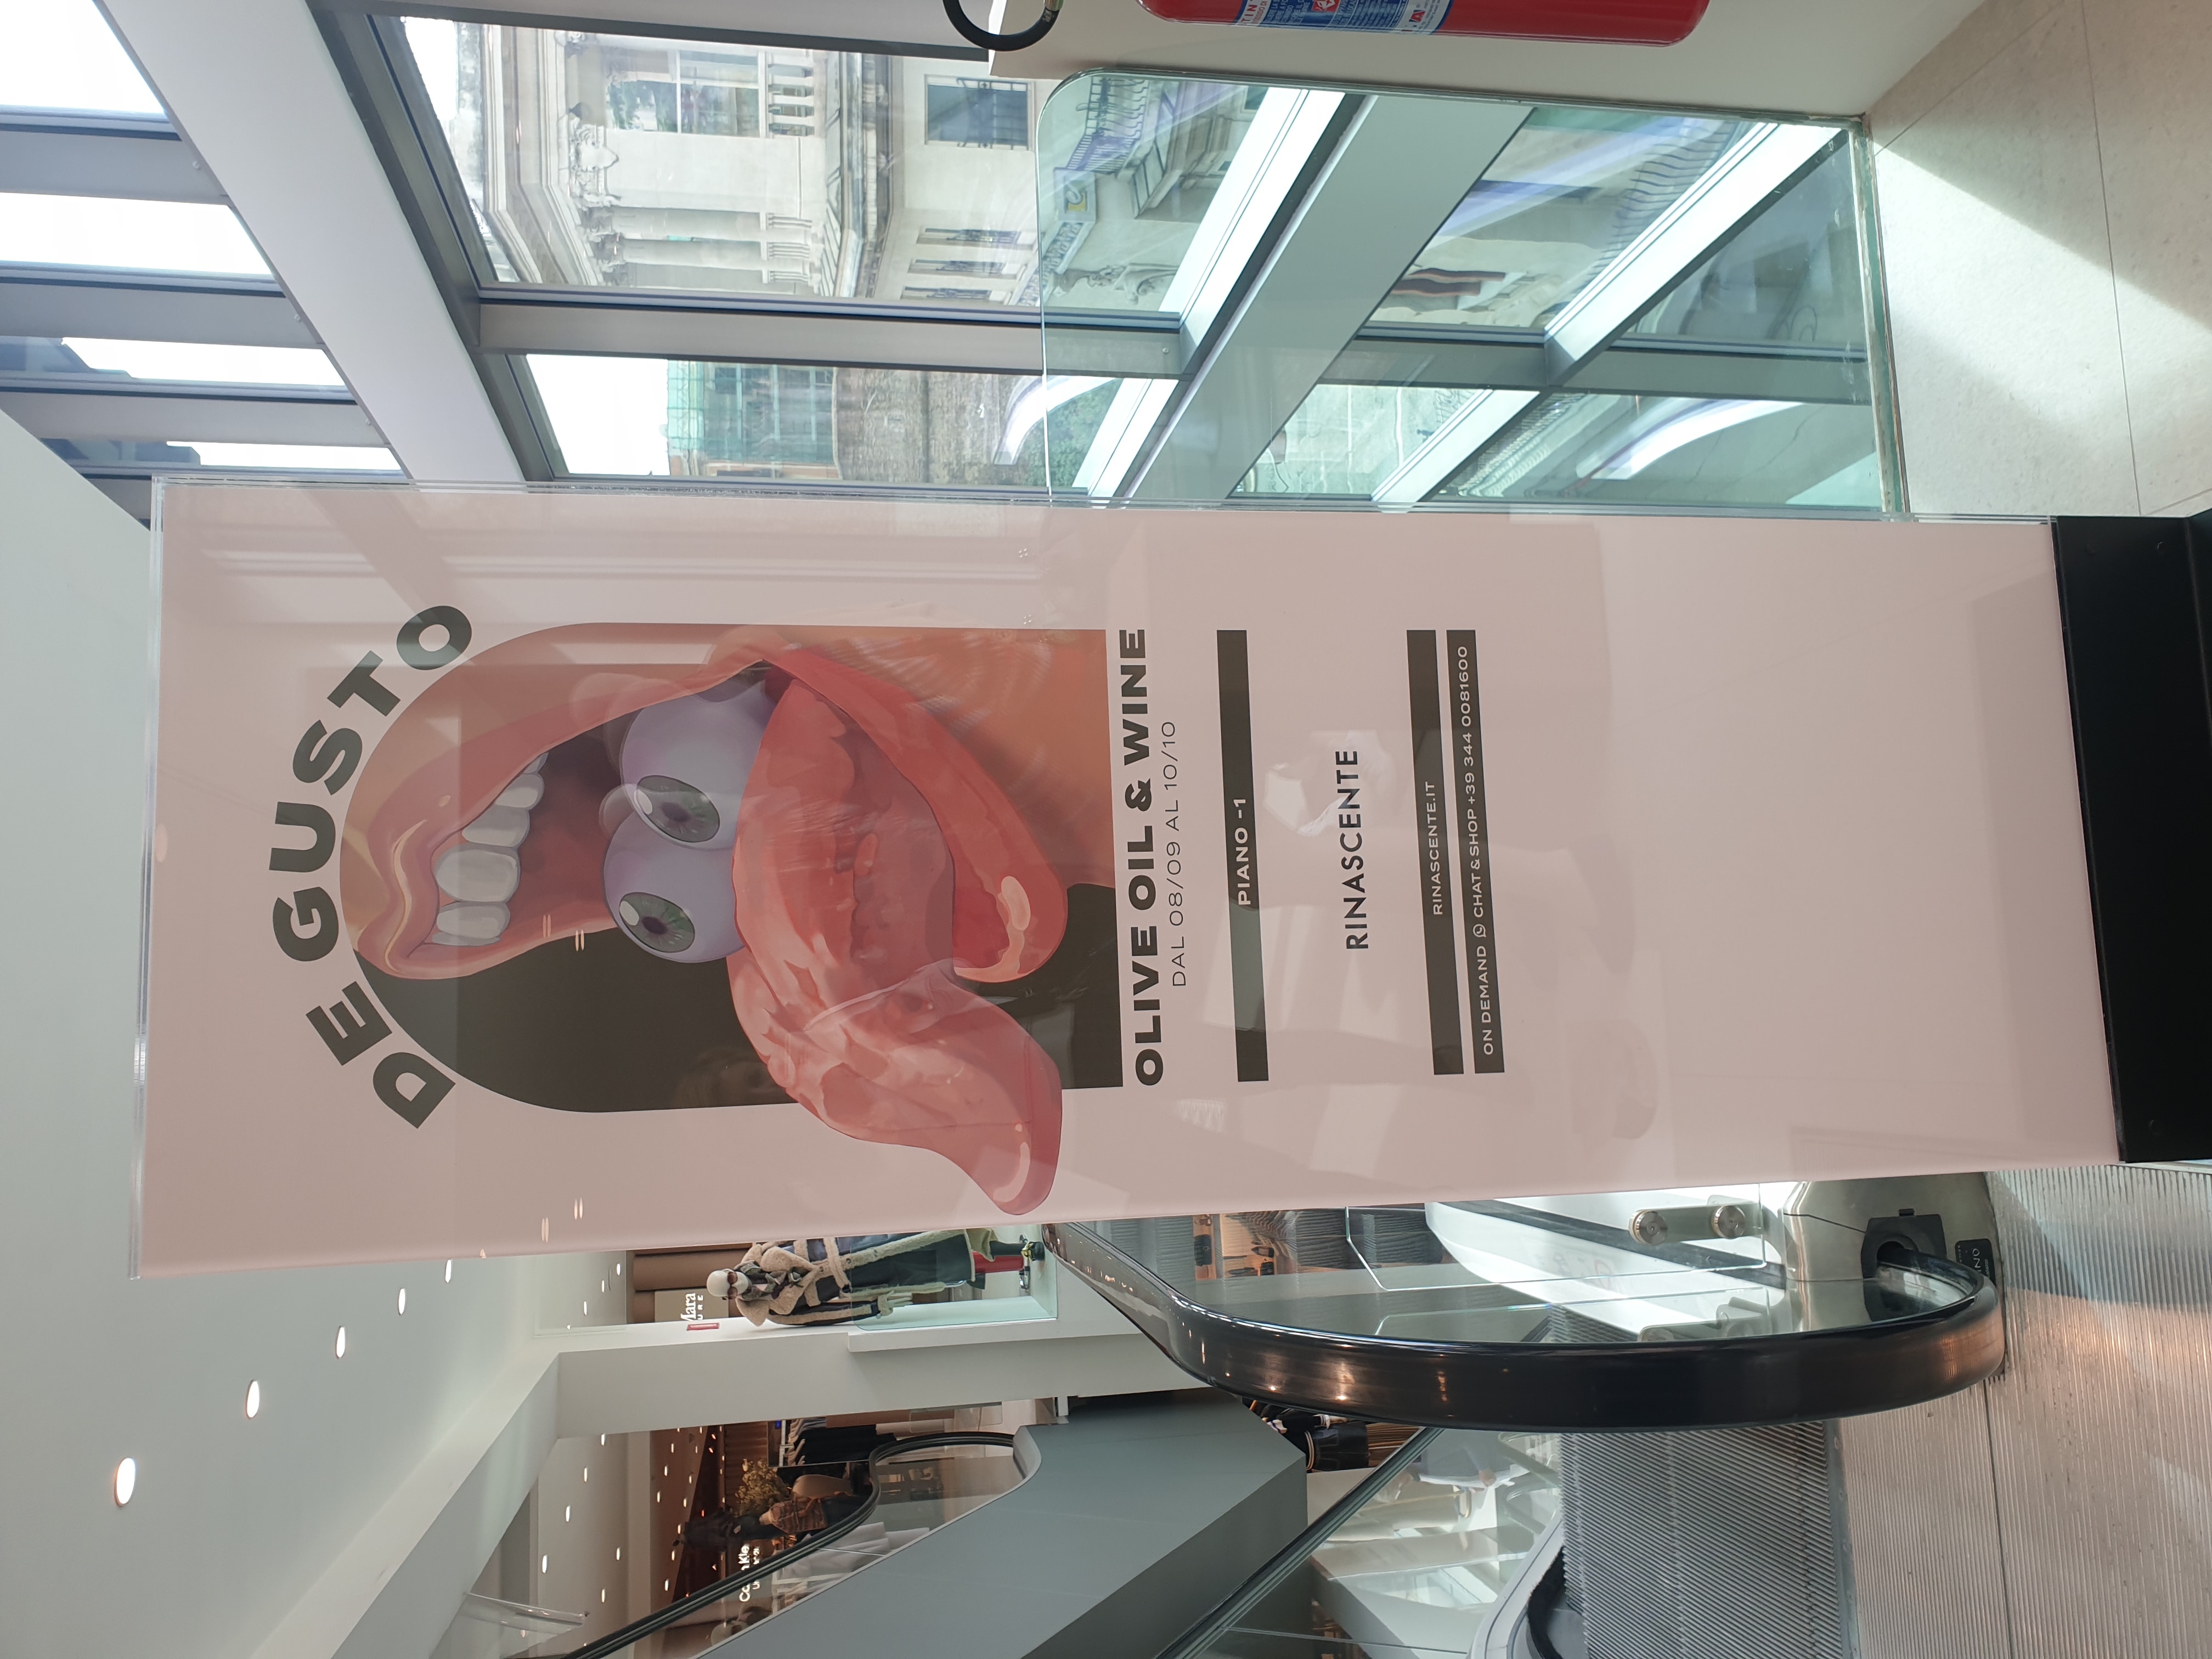 DE GUSTO
OLIVE OIL & WINE
DAL 08/09 AL 10/10
PIANO -1
RINASCENTE
RINASCENTE.IT
ON DEMAND CHAT & SHOP +39 344 0081600